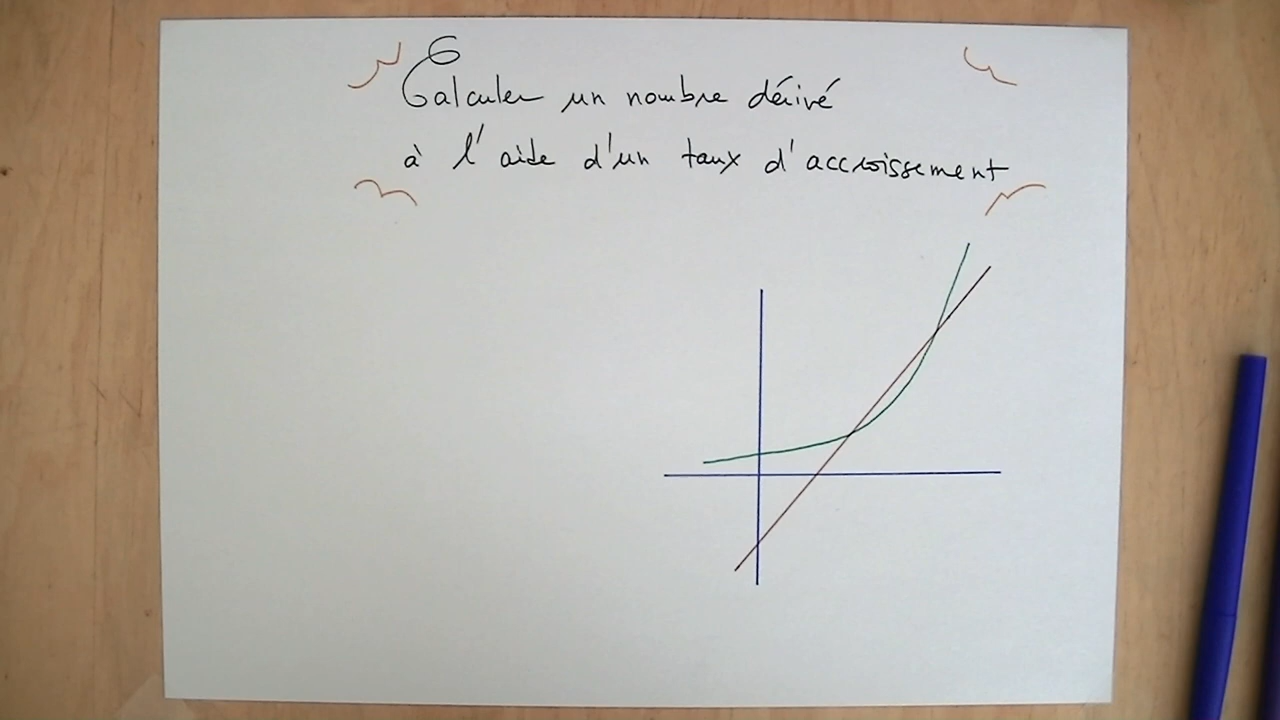 Calculer un nombre dérivé
à l'aide d'un taux d'accroissement